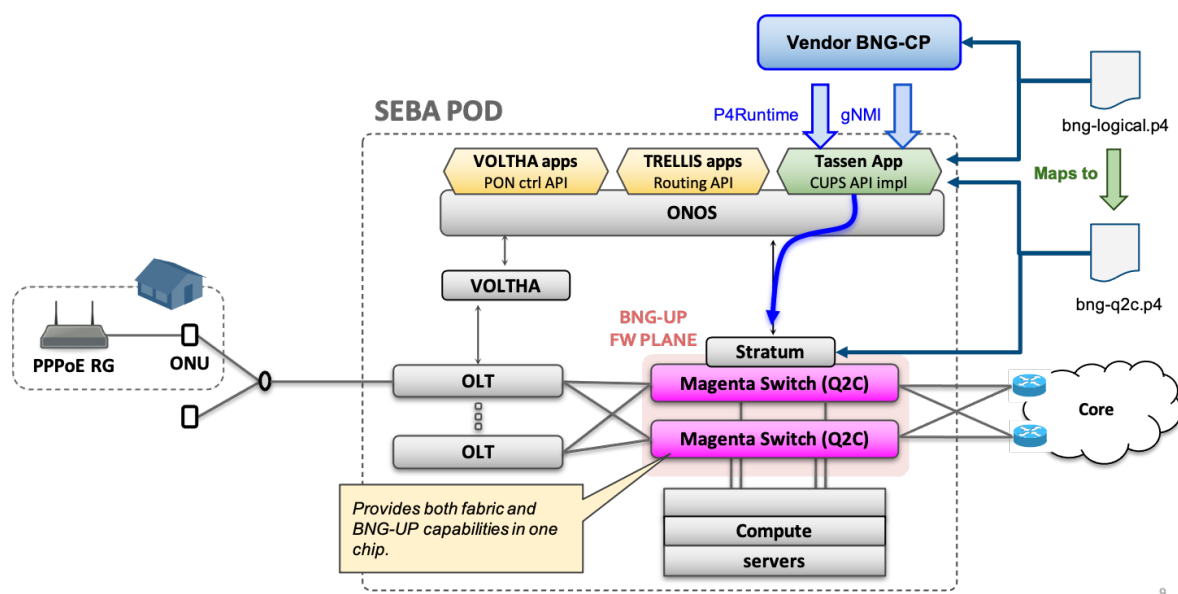 Vendor BNG-CP
SEBA POD
P4Runtime
gNMI
bng-logical.p4
VOLTHA apps
PON ctrl API
TRELLIS apps
Routing API
Tassen App
CUPS API impl
Maps to
ONOS
VOLTHA
bng-q2c.p4
BNG-UP
FW PLANE
Stratum
PPPoE RG
ONU
OLT
Magenta Switch (Q2C)
Core
OLT
Magenta Switch (Q2C)
Provides both fabric and
BNG-UP capabilities in one
chip.
Compute
servers
9